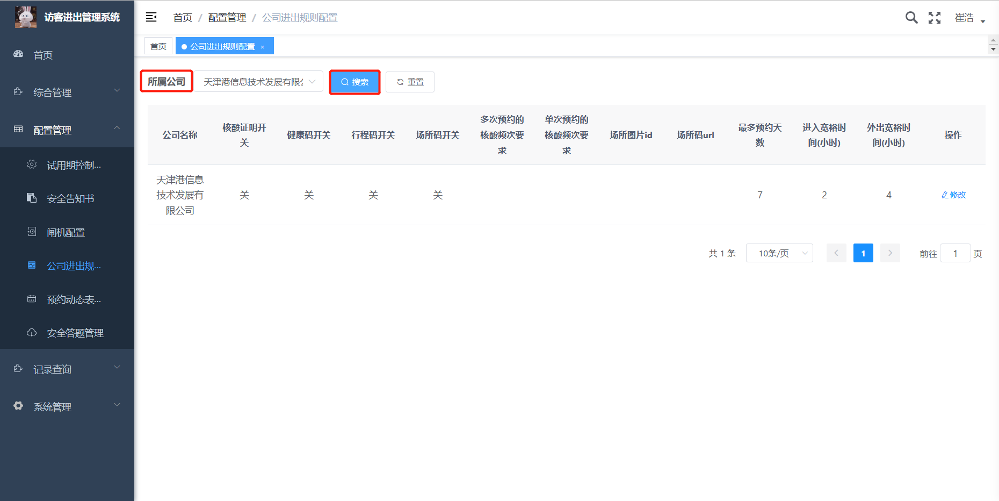 访客进出管理系统
首页
综合管理
配置管理
试用期控制...
安全告知书
闸机配置
公司进出规...
预约动态表...
安全答题管理
记录查询
系统管理
首页 / 配置管理 / 公司进出规则配置
崔浩
首页
公司进出规则配置 ×
所属公司
天津港信息技术发展有限
搜索
重置
公司名称
核酸证明开
关
健康码开关
行程码开关
场所码开关
多次预约的
核酸频次要
求
单次预约的
核酸频次要
求
场所图片id
场所码url
最多预约天
数
进入宽裕时
间(小时)
外出宽裕时
间(小时)
操作
天津港信息
技术发展有
限公司
关
关
关
关
7
2
4
修改
共 1 条
10条/页
1
前往 1 页